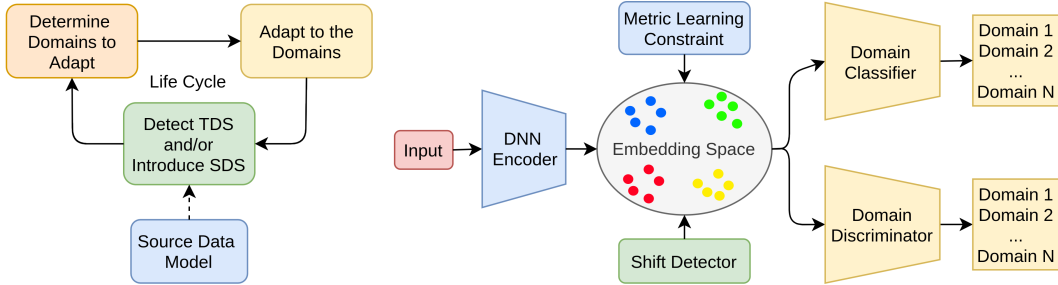 Determine
Domains to
Adapt
Adapt to the
Domains
Life Cycle
Detect TDS
and/or
Introduce SDS
Source Data
Model
Input
DNN
Encoder
Metric Learning
Constraint
Embedding Space
Shift Detector
Domain
Classifier
Domain 1
Domain 2
...
Domain N
Domain
Discriminator
Domain 1
Domain 2
...
Domain N